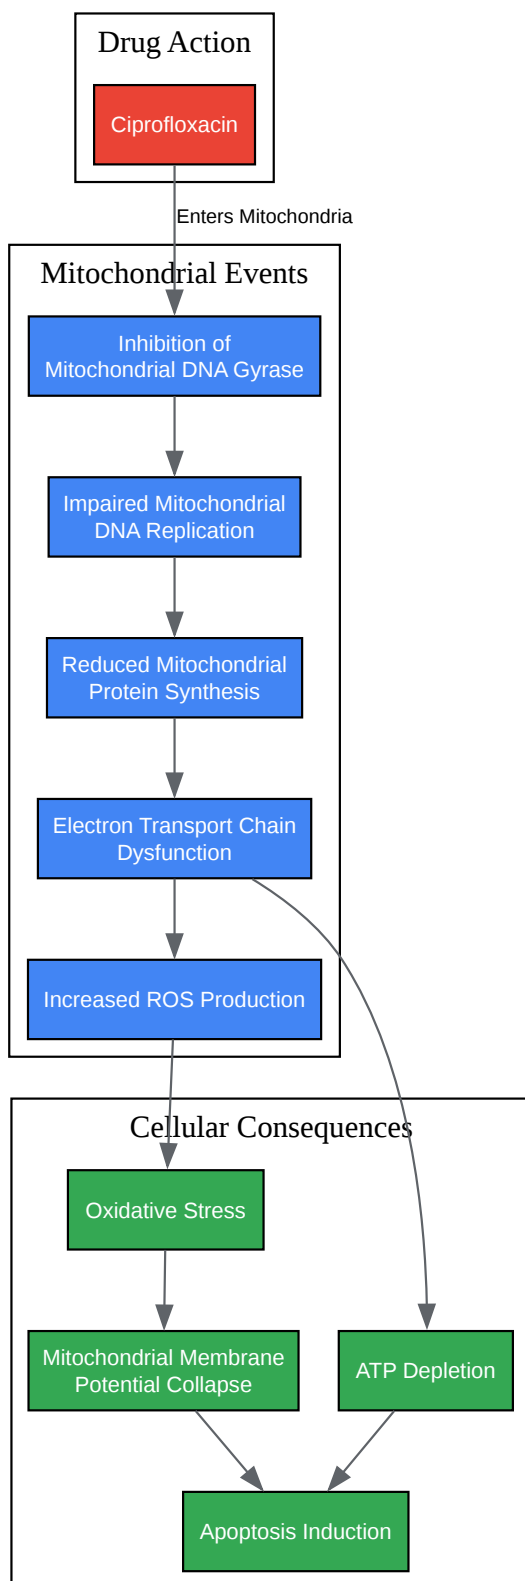 Drug Action
Ciprofloxacin
Enters Mitochondria
Mitochondrial Events
Inhibition of
Mitochondrial DNA Gyrase
Impaired Mitochondrial
DNA Replication
Reduced Mitochondrial
Protein Synthesis
Electron Transport Chain
Dysfunction
Increased ROS Production
Cellular Consequences
Oxidative Stress
Mitochondrial Membrane
Potential Collapse
ATP Depletion
Apoptosis Induction